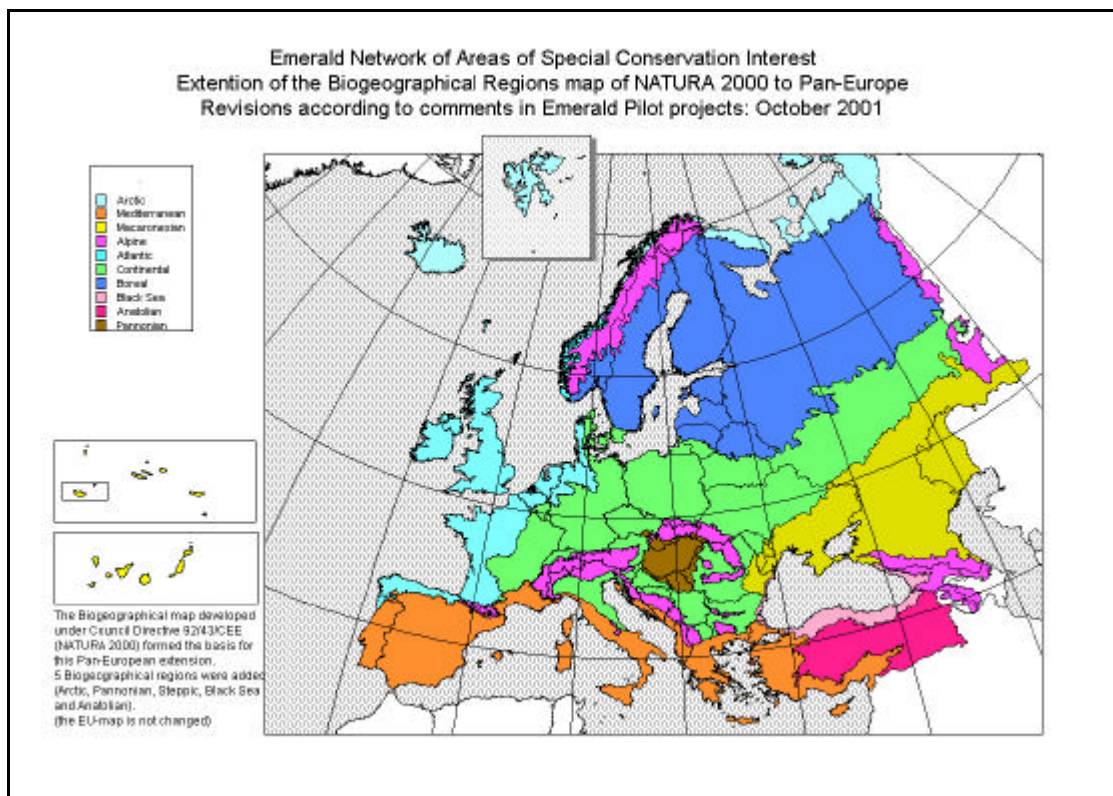 Emerald Network of Areas of Special Conservation Interest
Extention of the Biogeographical Regions map of NATURA 2000 to Pan-Europe
Revisions according to comments in Emerald Pilot projects: October 2001
Arctic
Mediterranean
Macaronesian
Alpine
Atlantic
Continental
Boreal
Black Sea
Anatolian
Pannonian
The Biogeographical map developed
under Council Directive 92/43/CEE
(NATURA 2000) formed the basis for
this Pan-European extension.
5 Biogeographical regions were added
(Arctic, Pannonian, Steppic, Black Sea
and Anatolian).
(the EU-map is not changed)